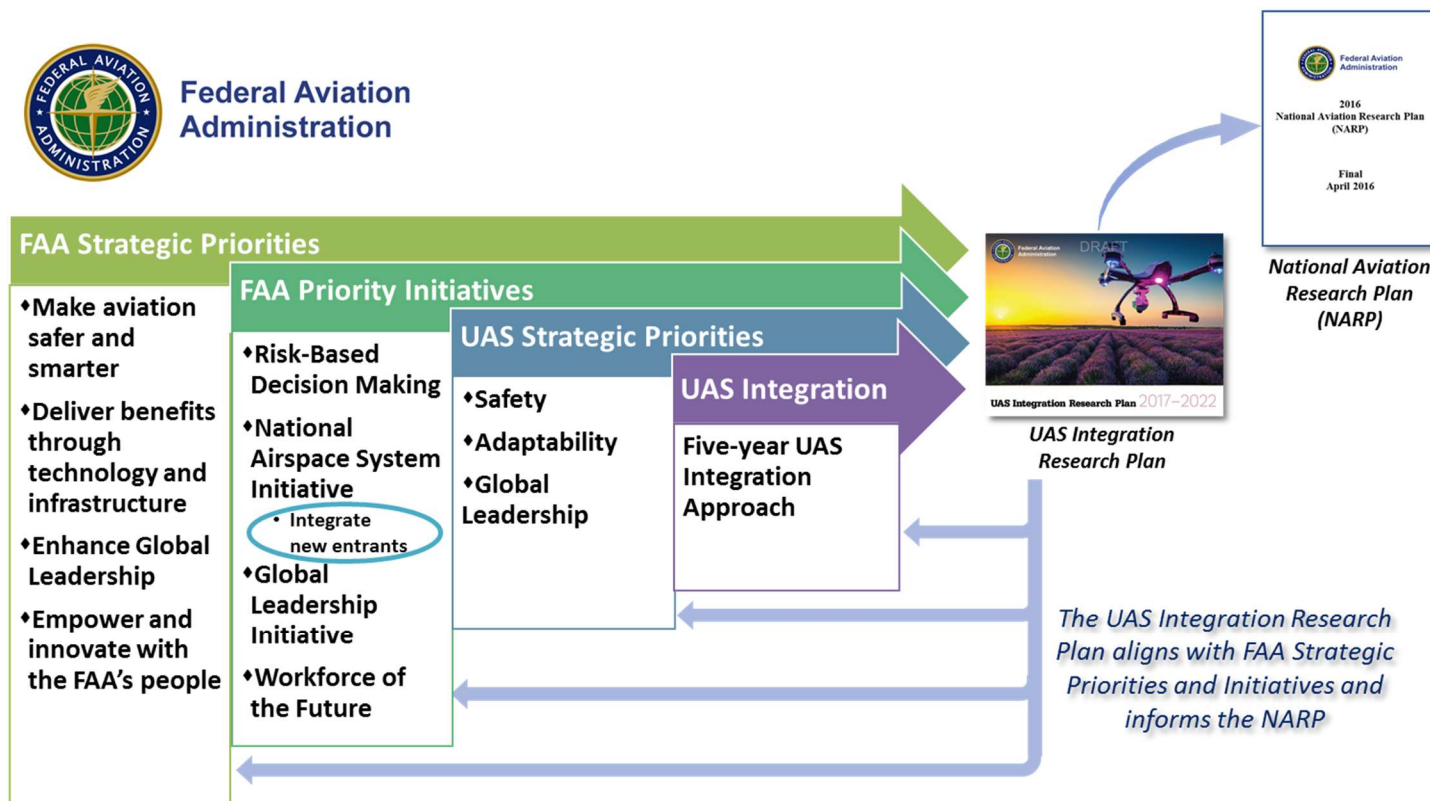 FEDERAL AVIATION
ADMINISTRATION
Federal Aviation
Administration
FAA Strategic Priorities
♦Make aviation
safer and
smarter
♦Deliver benefits
through
technology and
infrastructure
♦Enhance Global
Leadership
♦Empower and
innovate with
the FAA's people
FAA Priority Initiatives
♦Risk-Based
Decision Making
♦National
Airspace System
Initiative
• Integrate
new entrants
♦Global
Leadership
Initiative
♦Workforce of
the Future
UAS Strategic Priorities
♦Safety
♦Adaptability
♦Global
Leadership
UAS Integration
Five-year UAS
Integration
Approach
Federal Aviation
Administration
DRAFT
UAS Integration Research Plan 2017–2022
UAS Integration
Research Plan
Federal Aviation
Administration
2016
National Aviation Research Plan
(NARP)
Final
April 2016
National Aviation
Research Plan
(NARP)
The UAS Integration Research
Plan aligns with FAA Strategic
Priorities and Initiatives and
informs the NARP